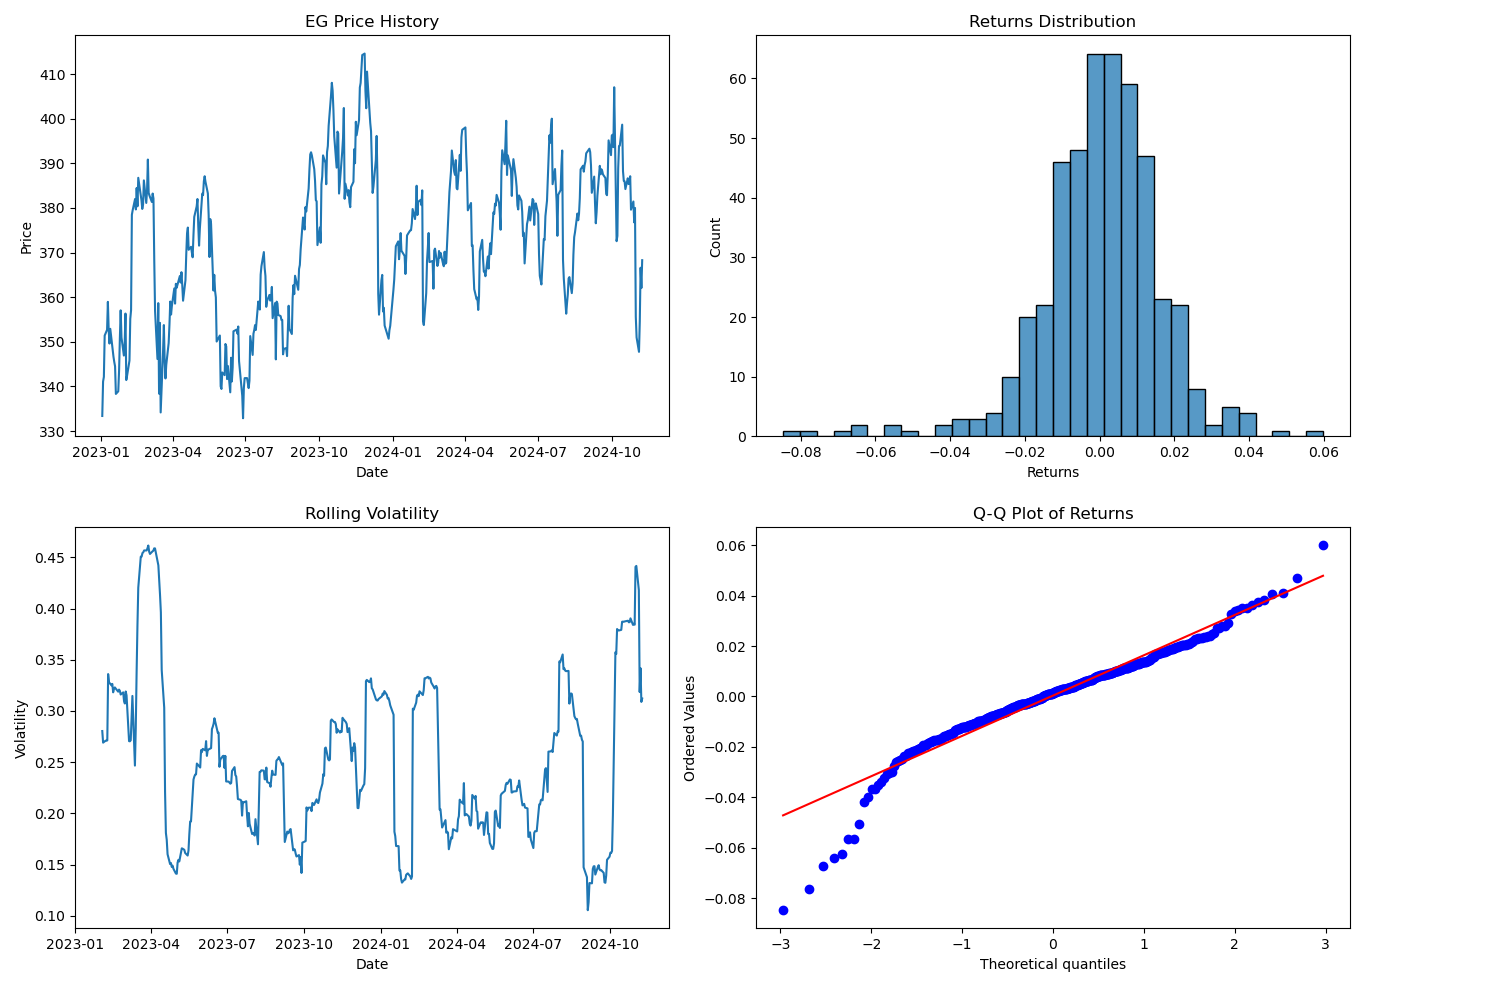 EG Price History
Price
410
400
390
380
370
360
350
340
330
2023-01 2023-04 2023-07 2023-10 2024-01 2024-04 2024-07 2024-10
Date
Returns Distribution
Count
60
50
40
30
20
10
0
−0.08 −0.06 −0.04 −0.02 0.00 0.02 0.04 0.06
Returns
Rolling Volatility
Volatility
0.45
0.40
0.35
0.30
0.25
0.20
0.15
0.10
2023-01 2023-04 2023-07 2023-10 2024-01 2024-04 2024-07 2024-10
Date
Q-Q Plot of Returns
Ordered Values
0.06
0.04
0.02
0.00
−0.02
−0.04
−0.06
−0.08
−3 −2 −1 0 1 2 3
Theoretical quantiles